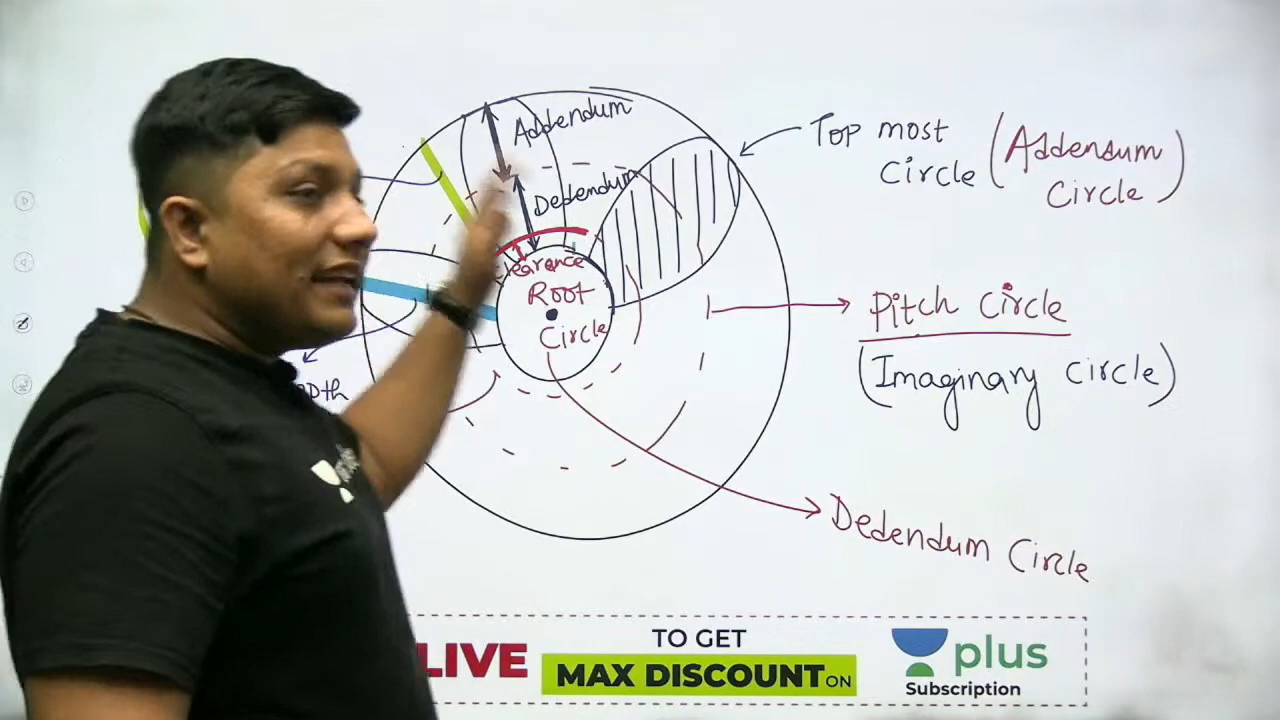 Addendum
Dedendum
Clearance
Root
Circle
Top most
Circle
(Addendum
Circle)
Pitch Circle
(Imaginary Circle)
Dedendum Circle
LIVE
TO GET
MAX DISCOUNT ON
plus
Subscription